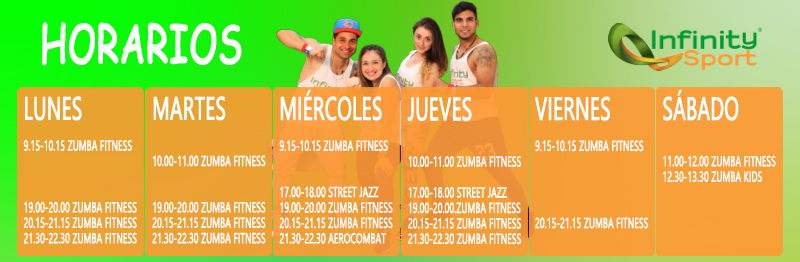 HORARIOS
Infinity®
Sport
LUNES
9.15-10.15 ZUMBA FITNESS
19.00-20.00 ZUMBA FITNESS
20.15-21.15 ZUMBA FITNESS
21.30-22.30 ZUMBA FITNESS
MARTES
10.00-11.00 ZUMBA FITNESS
19.00-20.00 ZUMBA FITNESS
20.15-21.15 ZUMBA FITNESS
21.30-22.30 ZUMBA FITNESS
MIÉRCOLES
9.15-10.15 ZUMBA FITNESS
17.00-18.00 STREET JAZZ
19.00-20.00 ZUMBA FITNESS
20.15-21.15 ZUMBA FITNESS
21.30-22.30 AEROCOMBAT
JUEVES
10.00-11.00 ZUMBA FITNESS
17.00-18.00 STREET JAZZ
19.00-20.00.ZUMBA FITNESS
20.15-21.15 ZUMBA FITNESS
21.30-22.30 ZUMBA FITNESS
VIERNES
9.15-10.15 ZUMBA FITNESS
20.15-21.15 ZUMBA FITNESS
SÁBADO
11.00-12.00 ZUMBA FITNESS
12.30-13.30 ZUMBA KIDS